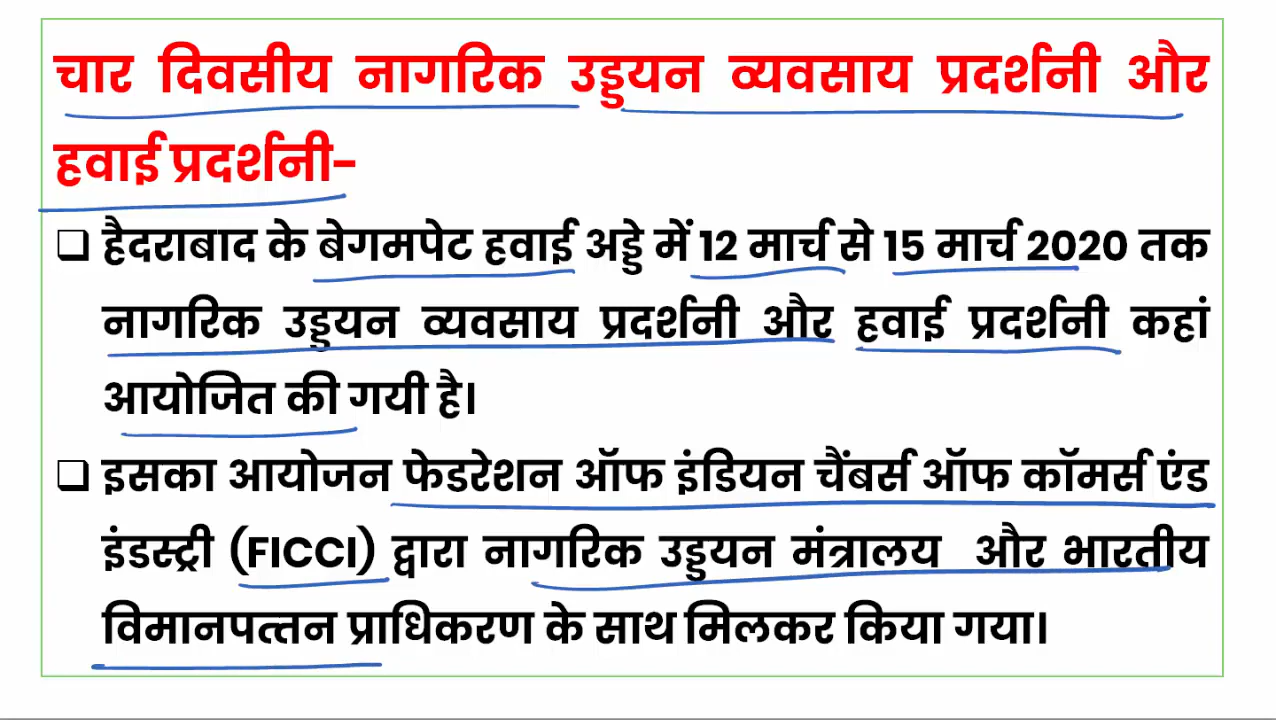 चार दिवसीय नागरिक उड्डयन व्यवसाय प्रदर्शनी और
हवाई प्रदर्शनी-
❑ हैदराबाद के बेगमपेट हवाई अड्डे में 12 मार्च से 15 मार्च 2020 तक
नागरिक उड्डयन व्यवसाय प्रदर्शनी और हवाई प्रदर्शनी कहां
आयोजित की गयी है।
❑ इसका आयोजन फेडरेशन ऑफ इंडियन चैंबर्स ऑफ कॉमर्स एंड
इंडस्ट्री (FICCI) द्वारा नागरिक उड्डयन मंत्रालय और भारतीय
विमानपत्तन प्राधिकरण के साथ मिलकर किया गया।